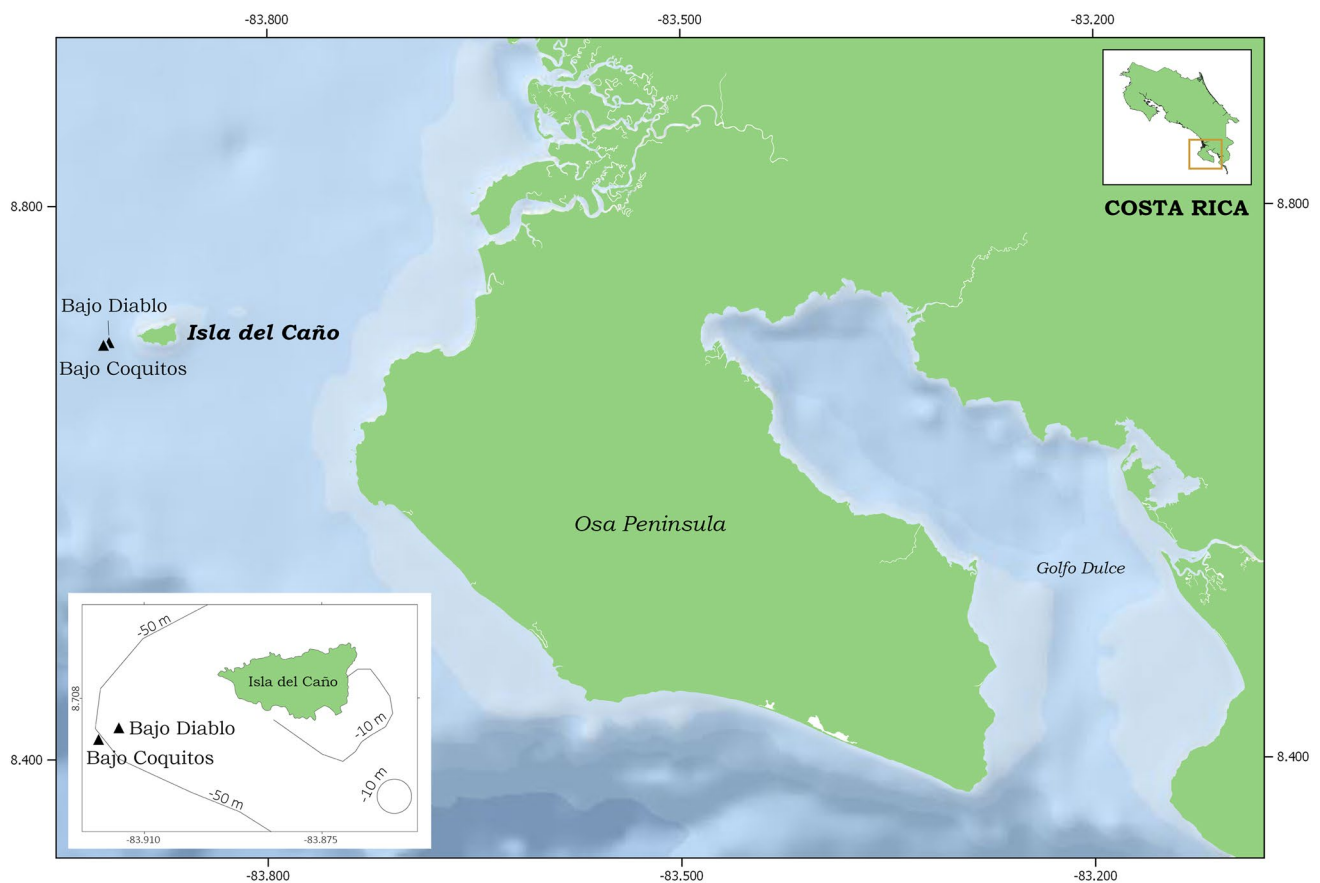 -83.800
-83.500
-83.200
8.800
8.800
COSTA RICA
Bajo Diablo
Isla del Caño
Bajo Coquitos
Osa Peninsula
Golfo Dulce
-50 m
Isla del Caño
8.708
-10 m
Bajo Diablo
Bajo Coquitos
-10 m
-50 m
-83.910
-83.875
8.400
8.400
-83.800
-83.500
-83.200